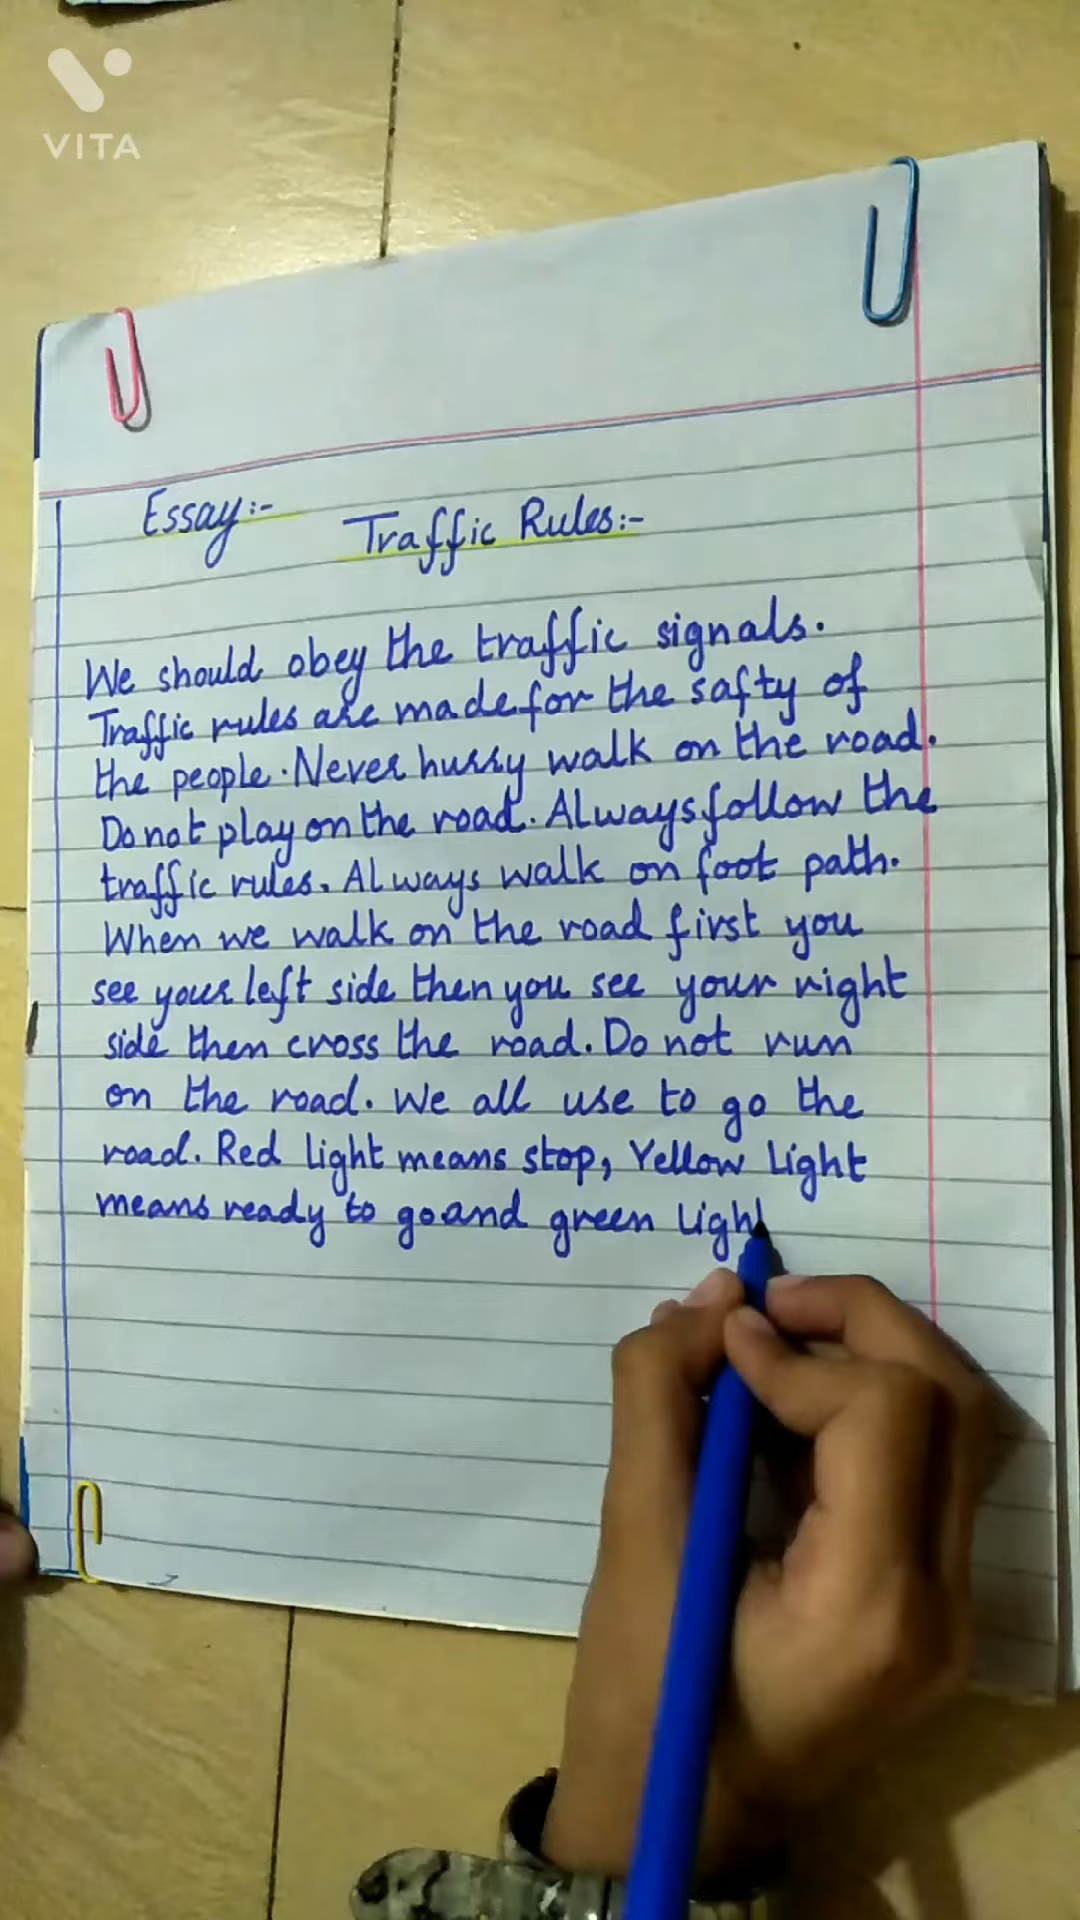 VITA
Essay:-
Traffic Rules:-
We should obey the traffic signals.
Traffic rules are made for the safty of
the people. Never hurry walk on the road.
Do not play on the road. Always follow the
traffic rules. Always walk on foot path.
When we walk on the road first you
see your left side then you see your right
side then cross the road. Do not run
on the road. We all use to go the
road. Red light means stop, Yellow Light
means ready to go and green Ligh